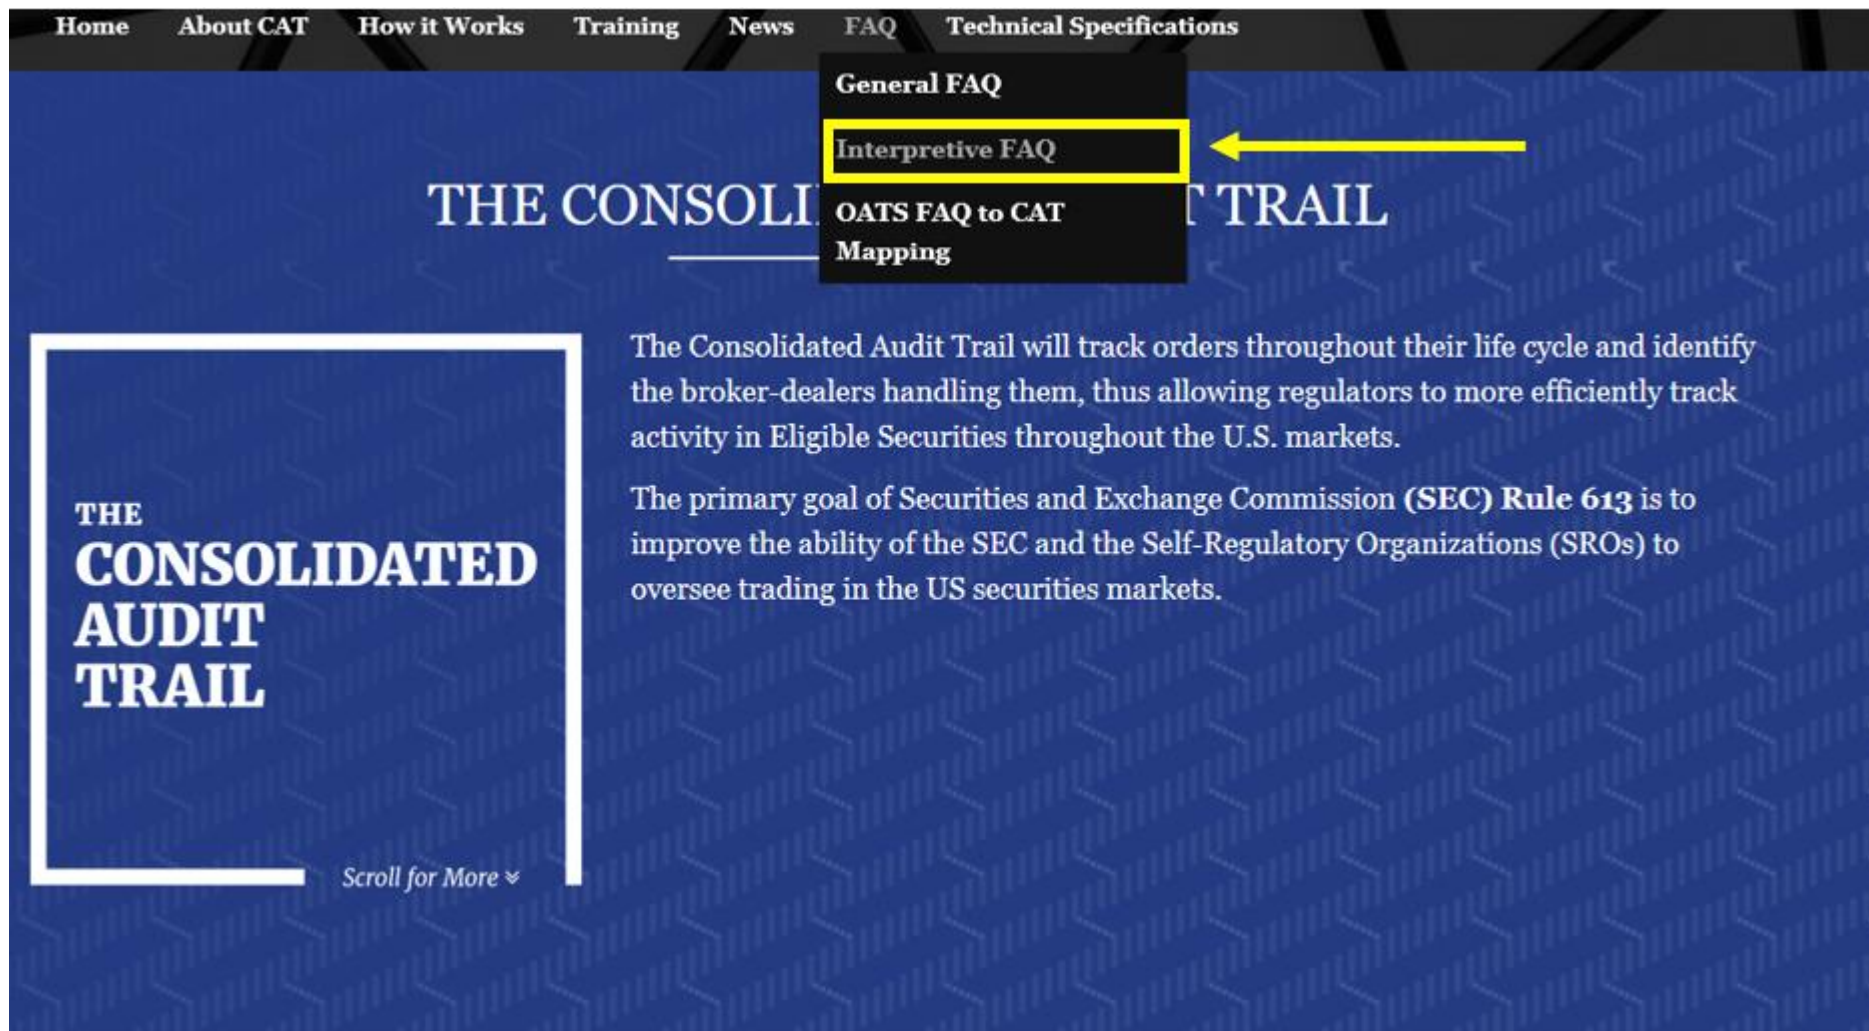 Home About CAT How it Works Training News FAQ Technical Specifications
General FAQ
Interpretive FAQ
OATS FAQ to CAT
Mapping
THE CONSOLI T TRAIL
The Consolidated Audit Trail will track orders throughout their life cycle and identify
the broker-dealers handling them, thus allowing regulators to more efficiently track
activity in Eligible Securities throughout the U.S. markets.
The primary goal of Securities and Exchange Commission (SEC) Rule 613 is to
improve the ability of the SEC and the Self-Regulatory Organizations (SROs) to
oversee trading in the US securities markets.
THE
CONSOLIDATED
AUDIT
TRAIL
Scroll for More